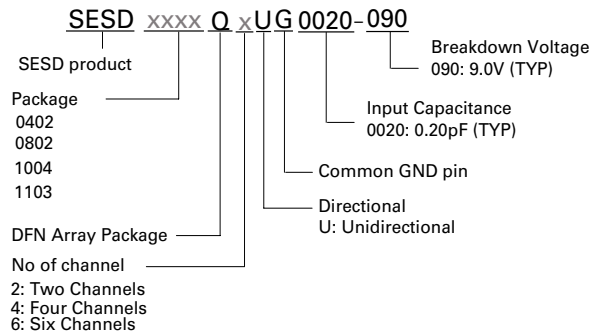 SESD xxxx Q x U G 0020-090
Breakdown Voltage
090: 9.0V (TYP)
SESD product
Package
0402
0802
1004
1103
Input Capacitance
0020: 0.20pF (TYP)
Common GND pin
Directional
U: Unidirectional
DFN Array Package
No of channel
2: Two Channels
4: Four Channels
6: Six Channels